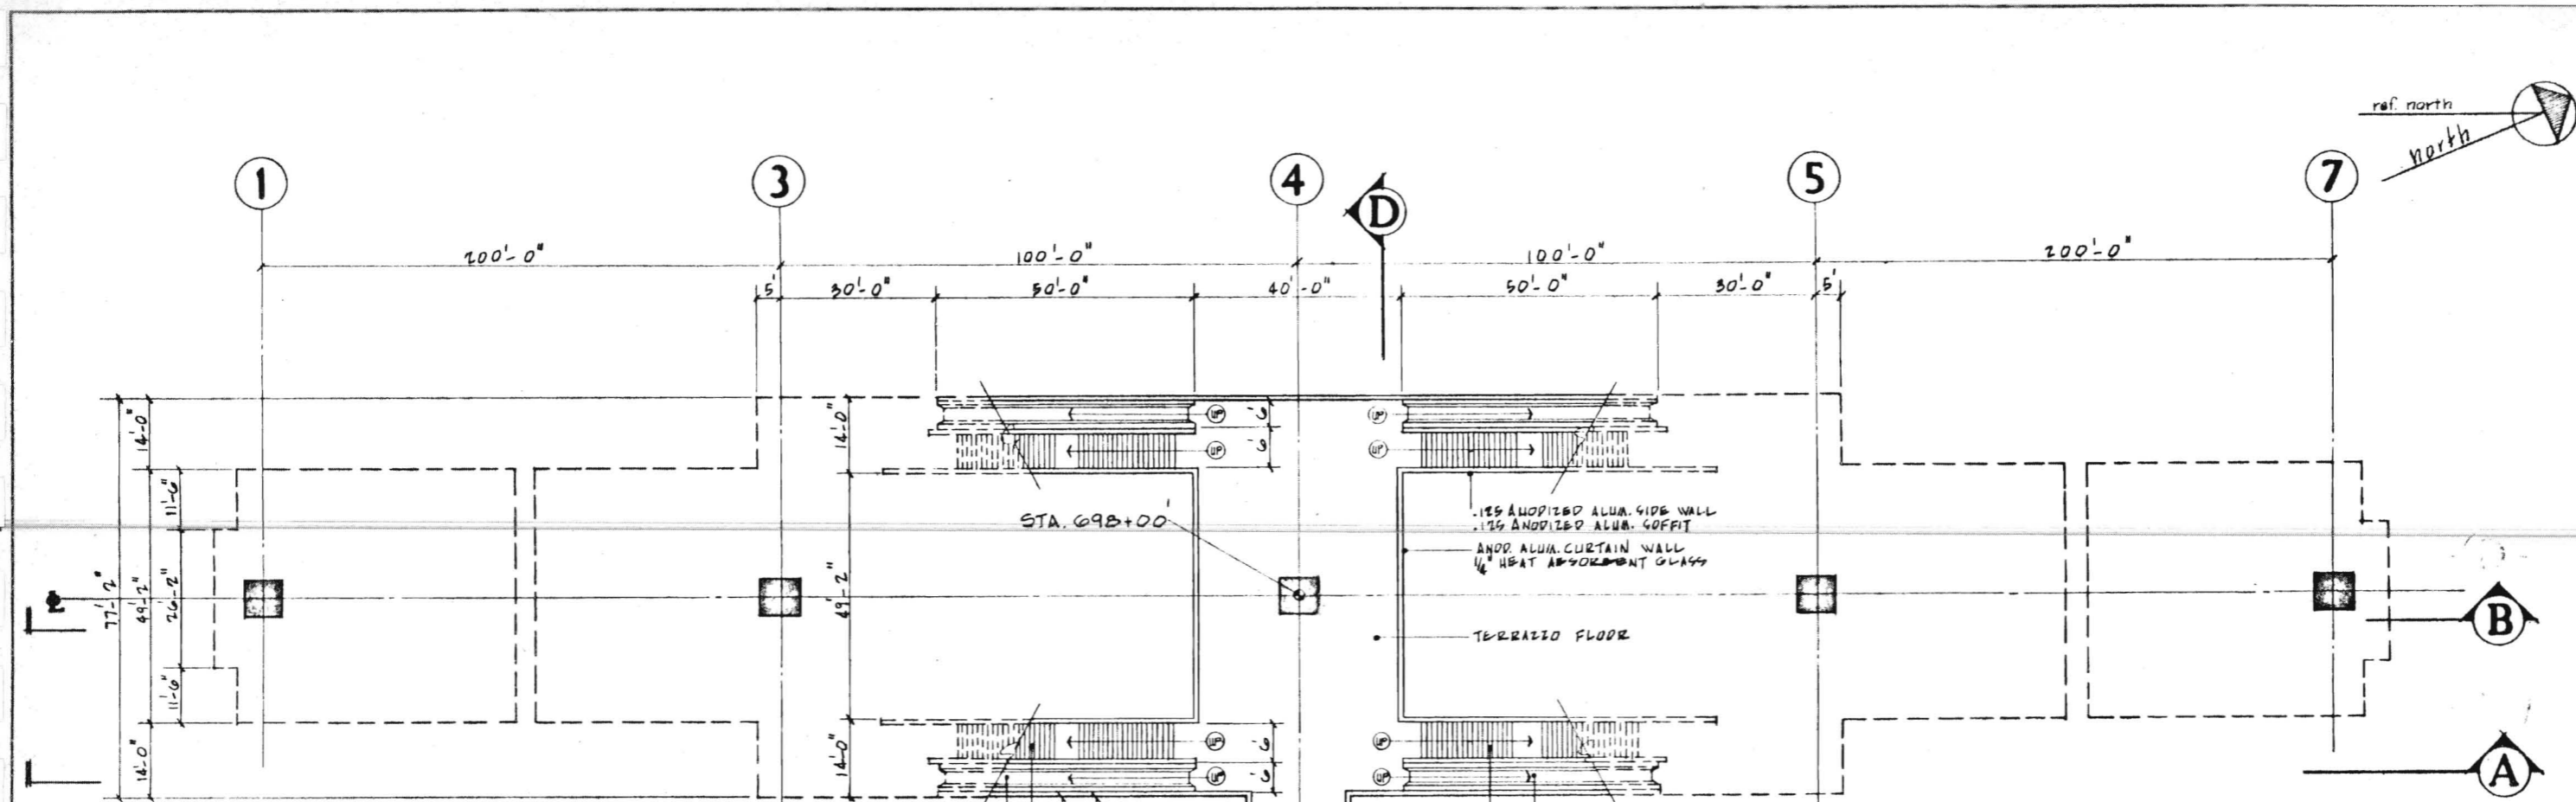 ref. north
north
1
3
4
D
5
7
200'-0"
100'-0"
100'-0"
200'-0"
5'
30'-0"
50'-0"
40'-0"
50'-0"
30'-0"
5'
14'-0"
14'-0"
UP
6'
UP
UP
6'
UP
11'-6"
STA. 698+00'
.125 ANODIZED ALUM. SIDE WALL
.125 ANODIZED ALUM. SOFFIT
ANOD. ALUM. CURTAIN WALL
1/4" HEAT ABSORBENT GLASS
77'-2"
49'-2"
26'-2"
49'-2"
B
TERRAZZO FLOOR
11'-6"
14'-0"
14'-0"
UP
6'
UP
UP
6'
UP
A